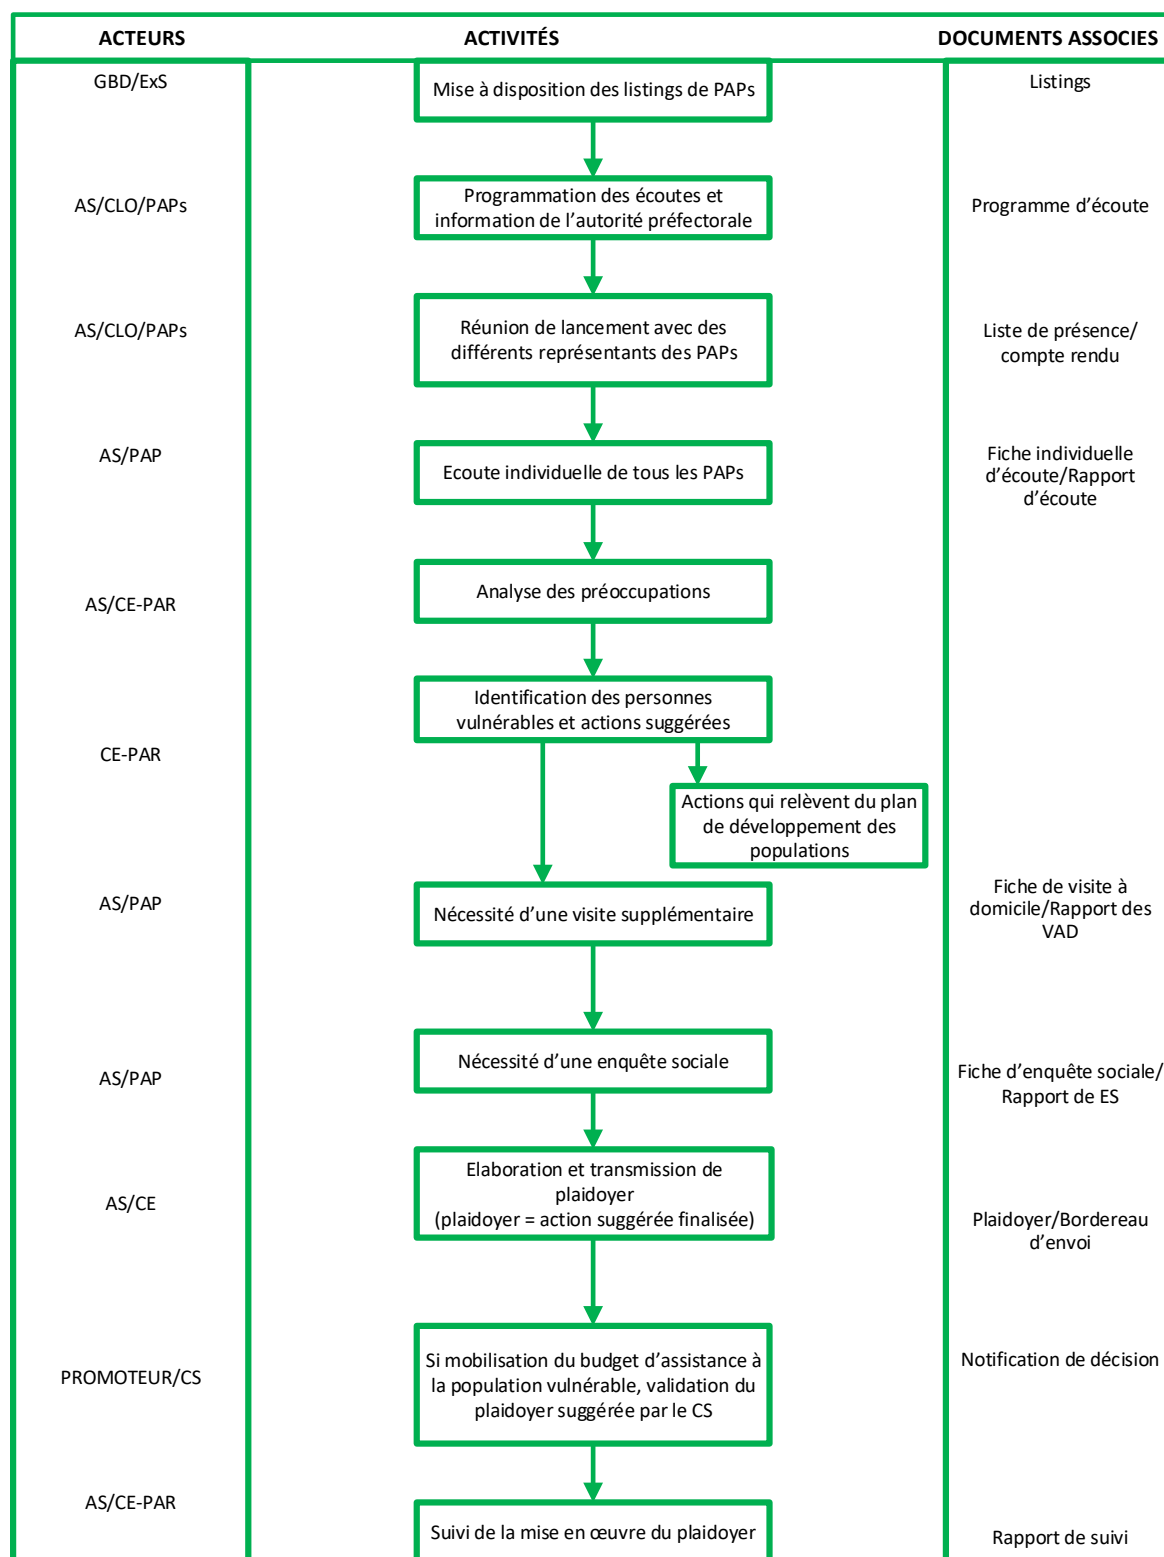 ACTEURS
ACTIVITÉS
DOCUMENTS ASSOCIES
GBD/ExS
Mise à disposition des listings de PAPs
Listings
AS/CLO/PAPs
Programmation des écoutes et
information de l’autorité préfectorale
Programme d’écoute
AS/CLO/PAPs
Réunion de lancement avec des
différents représentants des PAPs
Liste de présence/
compte rendu
AS/PAP
Ecoute individuelle de tous les PAPs
Fiche individuelle
d’écoute/Rapport
d’écoute
AS/CE-PAR
Analyse des préoccupations
Identification des personnes
vulnérables et actions suggérées
CE-PAR
Actions qui relèvent du plan
de développement des
populations
AS/PAP
Nécessité d’une visite supplémentaire
Fiche de visite à
domicile/Rapport des
VAD
AS/PAP
Nécessité d’une enquête sociale
Fiche d’enquête sociale/
Rapport de ES
AS/CE
Elaboration et transmission de
plaidoyer
(plaidoyer = action suggérée finalisée)
Plaidoyer/Bordereau
d’envoi
PROMOTEUR/CS
Si mobilisation du budget d’assistance à
la population vulnérable, validation du
plaidoyer suggérée par le CS
Notification de décision
AS/CE-PAR
Suivi de la mise en œuvre du plaidoyer
Rapport de suivi